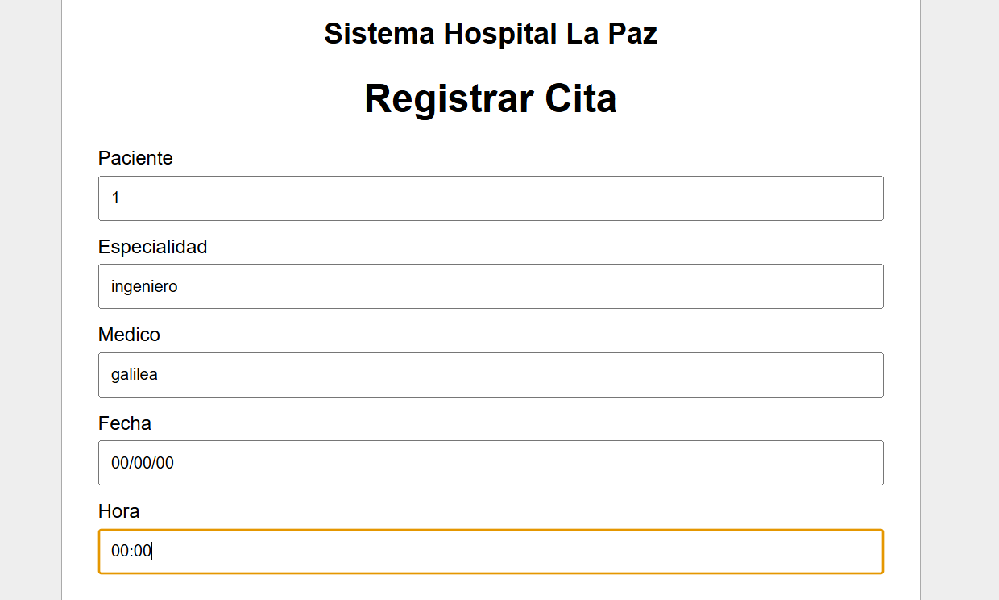 Sistema Hospital La Paz
Registrar Cita
Paciente
1
Especialidad
ingeniero
Medico
galilea
Fecha
00/00/00
Hora
00:00